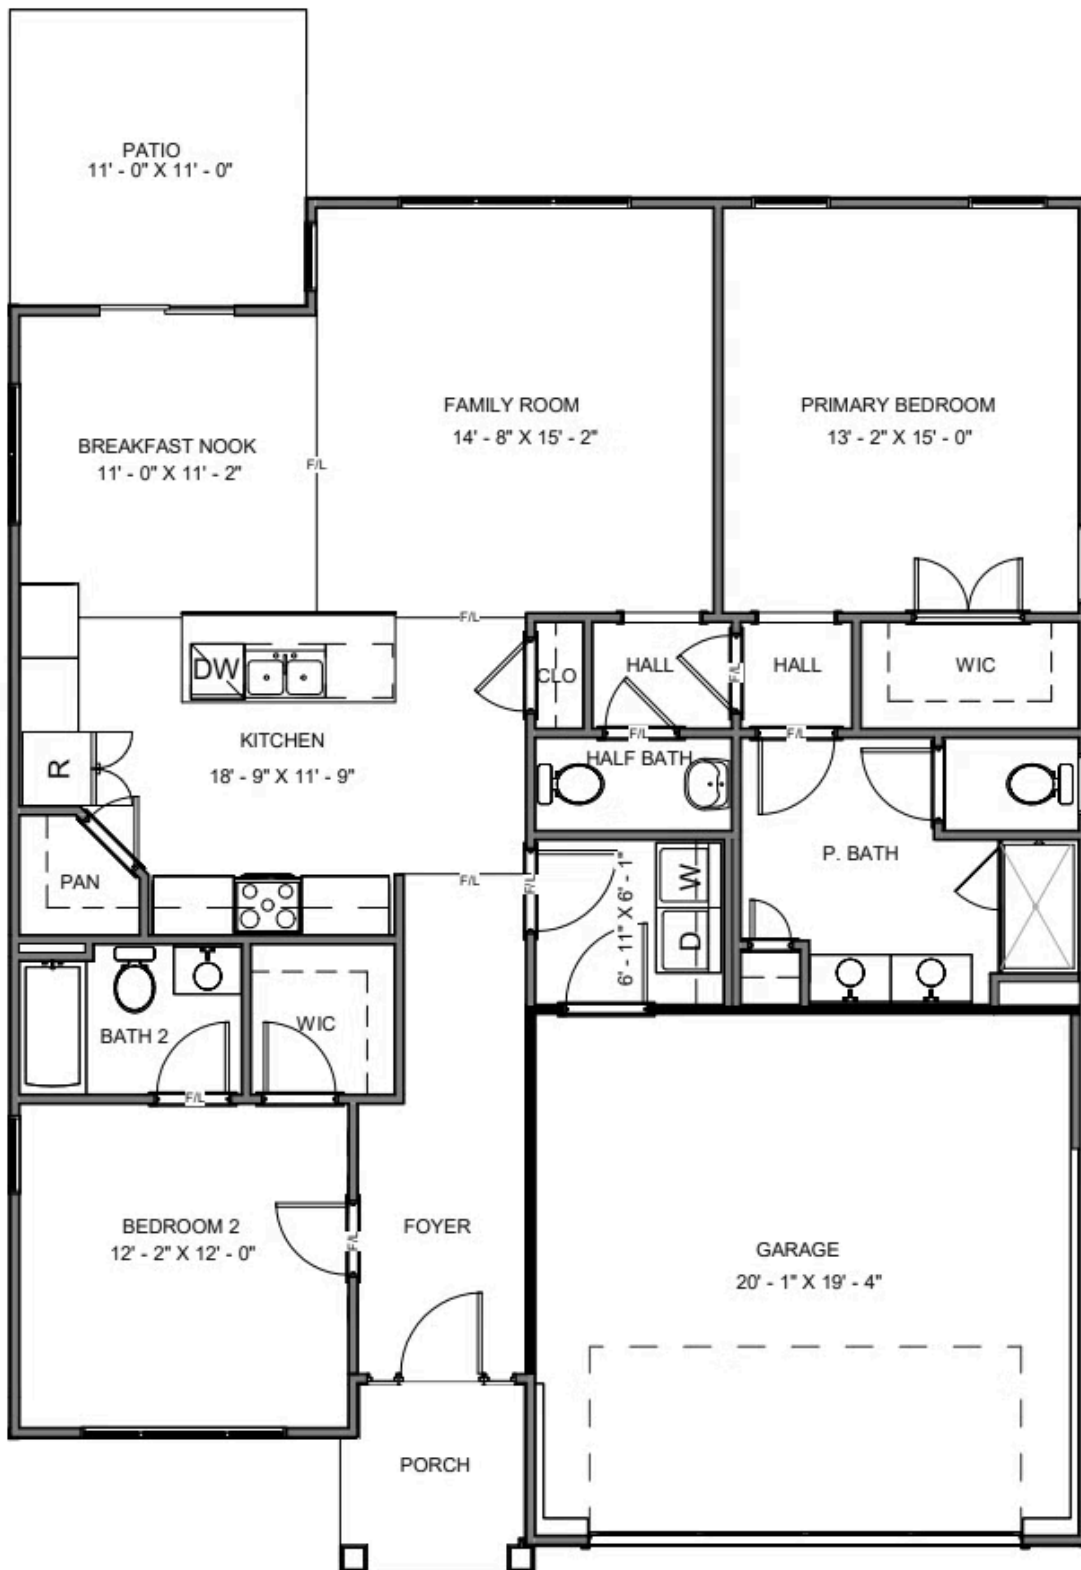 PATIO
11' - 0" X 11' - 0"
FAMILY ROOM
14' - 8" X 15' - 2"
PRIMARY BEDROOM
13' - 2" X 15' - 0"
BREAKFAST NOOK
11' - 0" X 11' - 2"
F/L
F/L
DW
CLO
HALL
F/L
HALL
WIC
KITCHEN
18' - 9" X 11' - 9"
R
F/L
F/L
HALF BATH
PAN
F/L
F/L
6' - 11" X 6' - 1"
W
D
P. BATH
BATH 2
WIC
F/L
BEDROOM 2
12' - 2" X 12' - 0"
F/L
FOYER
GARAGE
20' - 1" X 19' - 4"
PORCH